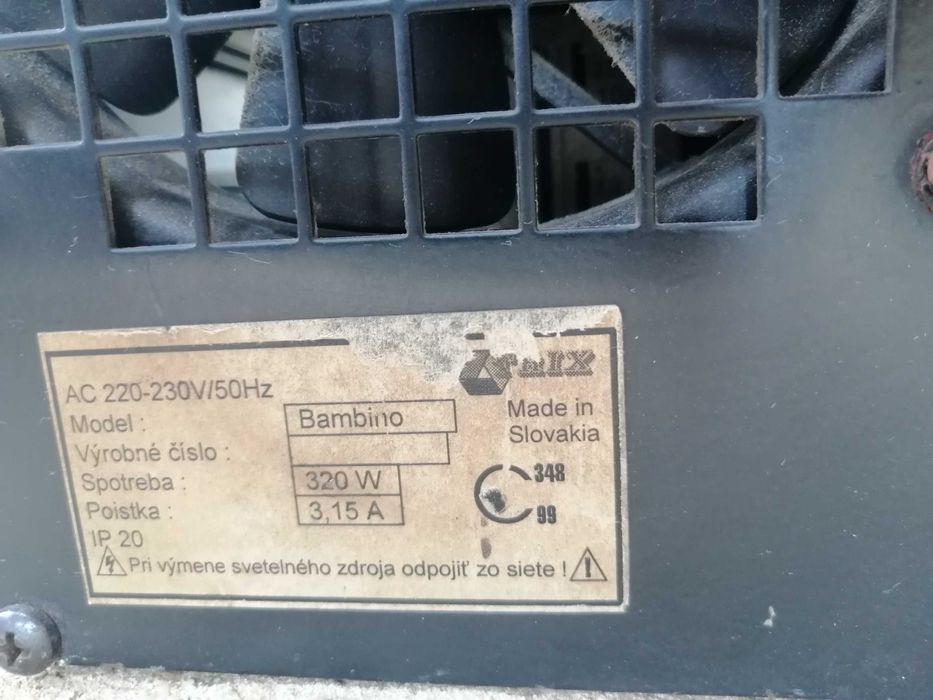 AC 220-230V/50Hz
Model : Bambino
Made in
Slovakia
Výrobné číslo :
Spotreba : 320 W
348
Poistka : 3,15 A
99
IP 20
Pri výmene svetelného zdroja odpojiť zo siete !